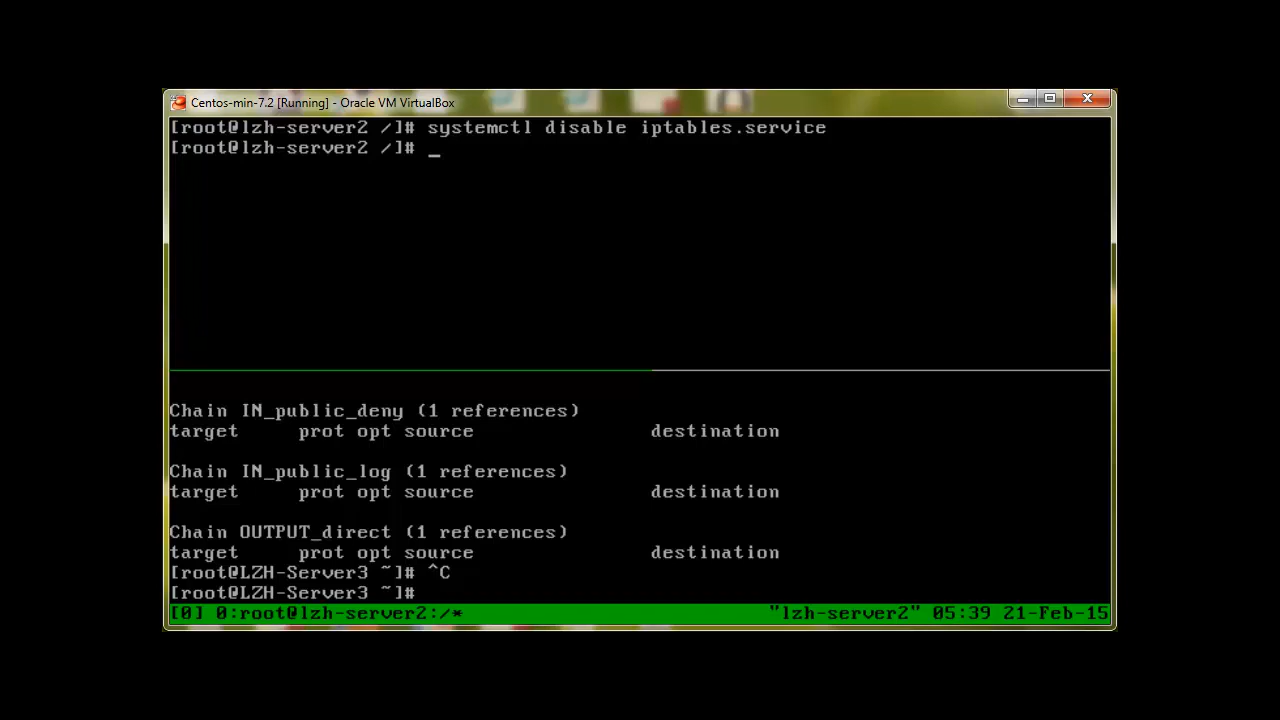 Centos-min-7.2 [Running] - Oracle VM VirtualBox
[root@lzh-server2 /]# systemctl disable iptables.service
[root@lzh-server2 /]# _
Chain IN_public_deny (1 references)
target     prot opt source               destination
Chain IN_public_log (1 references)
target     prot opt source               destination
Chain OUTPUT_direct (1 references)
target     prot opt source               destination
[root@LZH-Server3 ~]# ^C
[root@LZH-Server3 ~]#
[0] 0:root@lzh-server2:/* "lzh-server2" 05:39 21-Feb-15